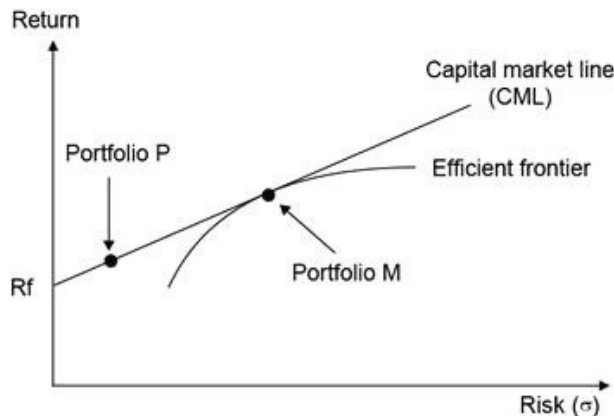 Return
Capital market line
(CML)
Portfolio P
Efficient frontier
Portfolio M
Rf
Risk (σ)